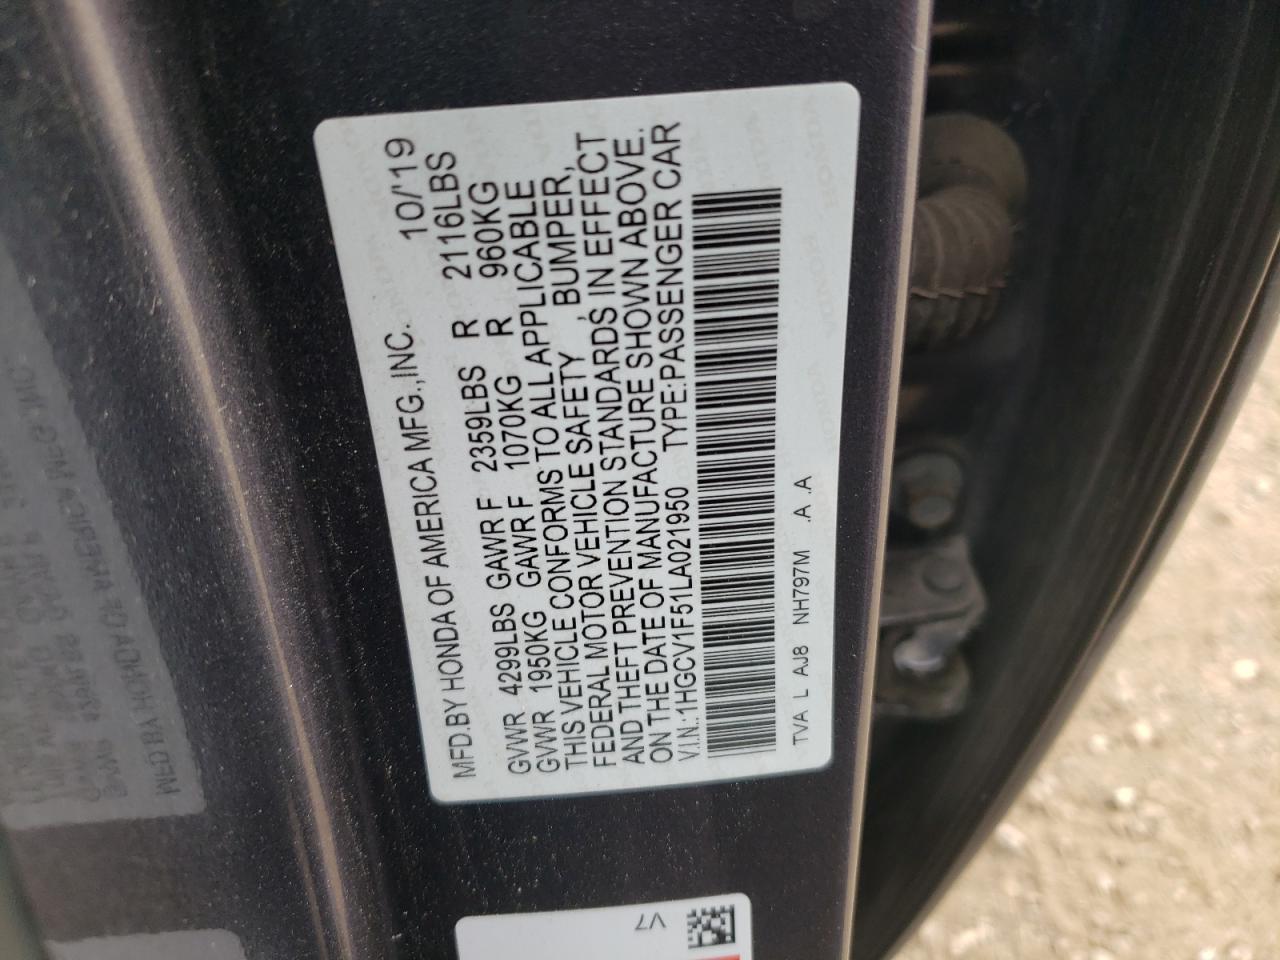 MFD.BY HONDA OF AMERICA MFG.,INC. 10/'19
GVWR 4299LBS GAWR F 2359LBS R 2116LBS
GVWR 1950KG GAWR F 1070KG R 960KG
THIS VEHICLE CONFORMS TO ALL APPLICABLE
FEDERAL MOTOR VEHICLE SAFETY, BUMPER,
AND THEFT PREVENTION STANDARDS IN EFFECT
ON THE DATE OF MANUFACTURE SHOWN ABOVE.
V.I.N.:1HGCV1F51LA021950 TYPE:PASSENGER CAR
TVA L AJ8 NH797M .A .A
V7